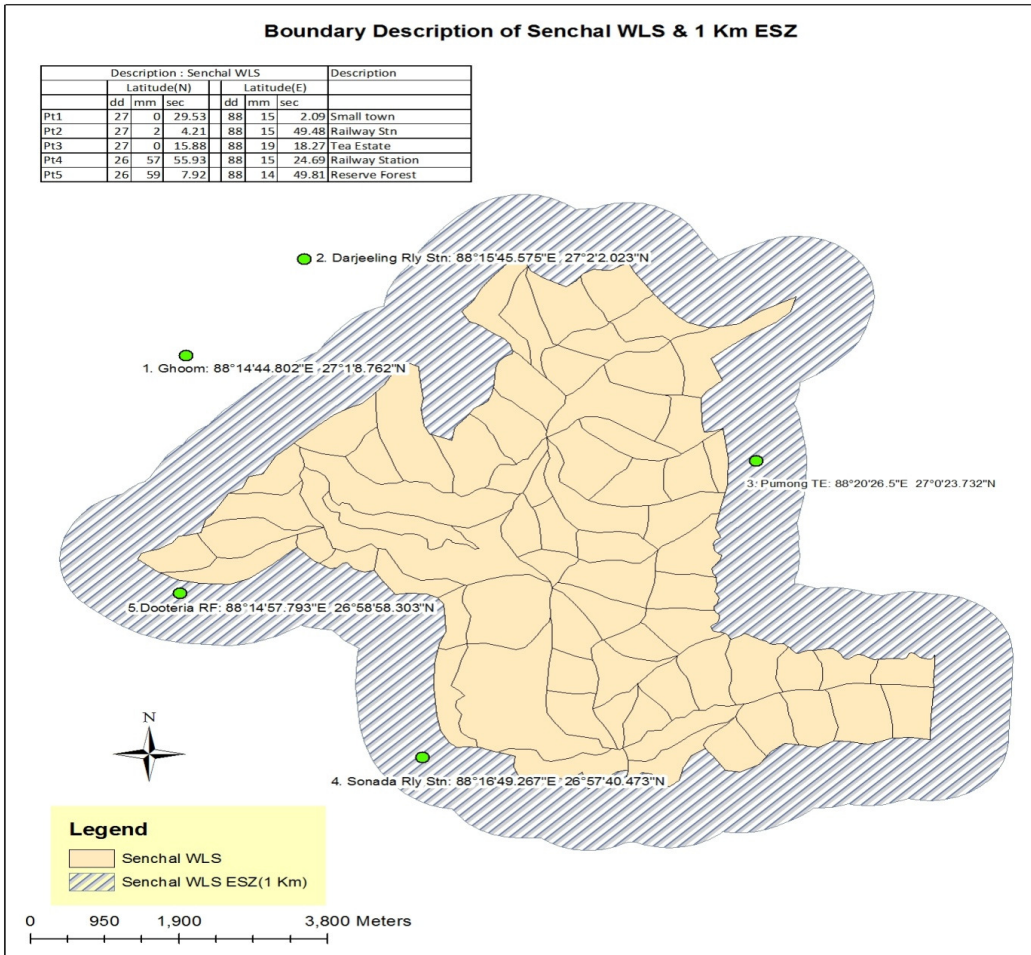 Boundary Description of Senchal WLS & 1 Km ESZ
Description : Senchal WLS Description
Latitude(N) Latitude(E)
dd mm sec dd mm sec
Pt1 27 0 29.53 88 15 2.09 Small town
Pt2 27 2 4.21 88 15 49.48 Railway Stn
Pt3 27 0 15.88 88 19 18.27 Tea Estate
Pt4 26 57 55.93 88 15 24.69 Railway Station
Pt5 26 59 7.92 88 14 49.81 Reserve Forest
2. Darjeeling Rly Stn: 88°15'45.575"E 27°2'2.023"N
1. Ghoom: 88°14'44.802"E 27°1'8.762"N
3. Pumong TE: 88°20'26.5"E 27°0'23.732"N
5.Dooteria RF: 88°14'57.793"E 26°58'58.303"N
N
4. Sonada Rly Stn: 88°16'49.267"E 26°57'40.473"N
Legend
Senchal WLS
Senchal WLS ESZ(1 Km)
0 950 1,900 3,800 Meters